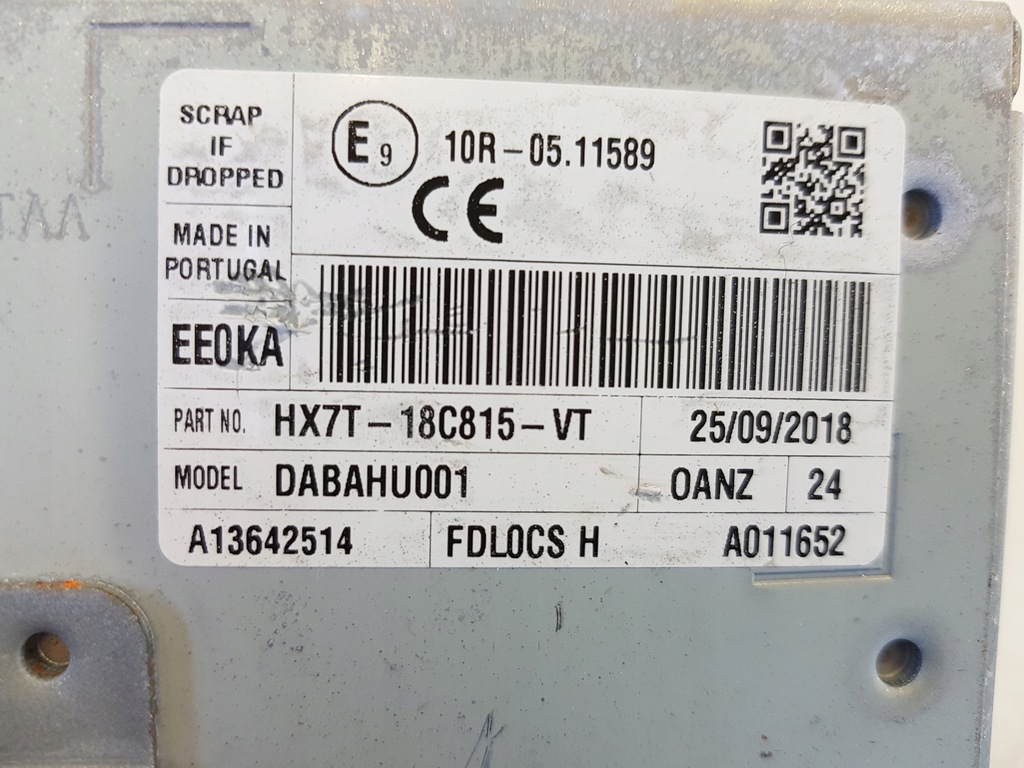 SCRAP
IF
DROPPED
E9 10R-05.11589
CE
MADE IN
PORTUGAL
EE0KA
PART NO. HX7T-18C815-VT 25/09/2018
MODEL DABAHU001 OANZ 24
A13642514 FDL0CS H A011652